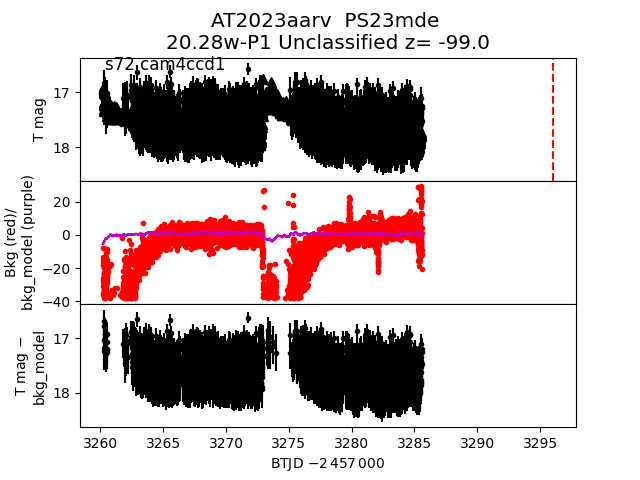 AT2023aarv PS23mde
20.28w-P1 Unclassified z= -99.0
s72 cam4ccd1
17
18
T mag
20
0
−20
−40
Bkg (red)/
bkg_model (purple)
17
18
T mag −
bkg_model
3260 3265 3270 3275 3280 3285 3290 3295
BTJD −2 457 000